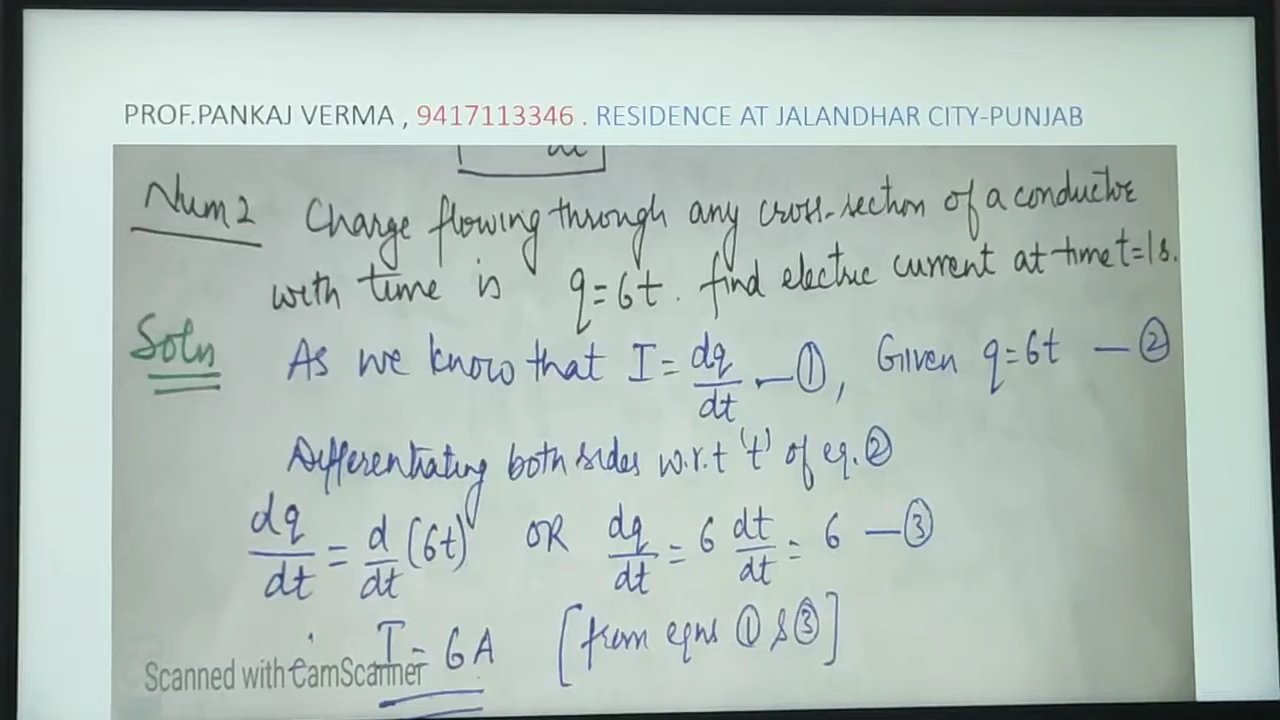 PROF.PANKAJ VERMA , 9417113346 . RESIDENCE AT JALANDHAR CITY-PUNJAB
m
Num 2 Charge flowing through any cross-section of a conductor
with time is q=6t. find electric current at time t=1s.
Soln As we know that I = dq/dt — ①, Given q=6t — ②
Differentiating both sides w.r.t 't' of eq. ②
dq/dt = d/dt (6t) OR dq/dt = 6 dt/dt = 6 — ③
I = 6A [from eqns ① & ③]
Scanned with CamScanner